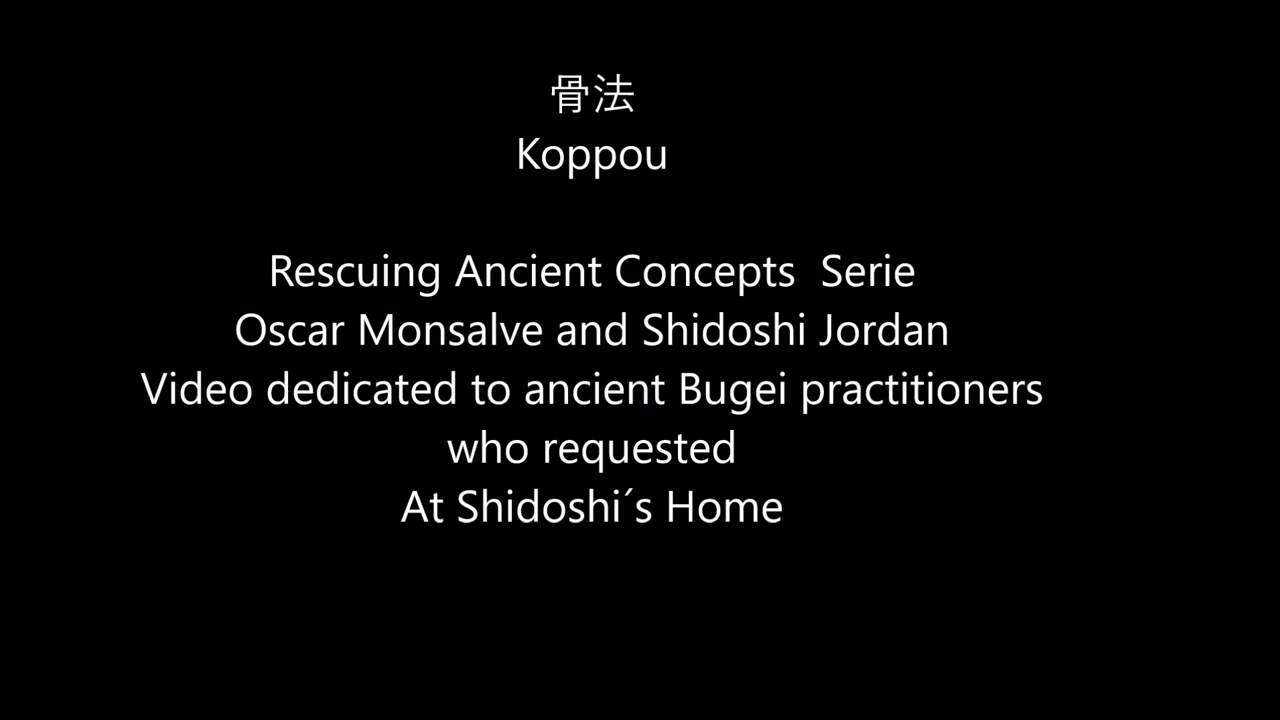 骨法
Koppou
Rescuing Ancient Concepts  Serie
Oscar Monsalve and Shidoshi Jordan
Video dedicated to ancient Bugei practitioners
who requested
At Shidoshi´s Home